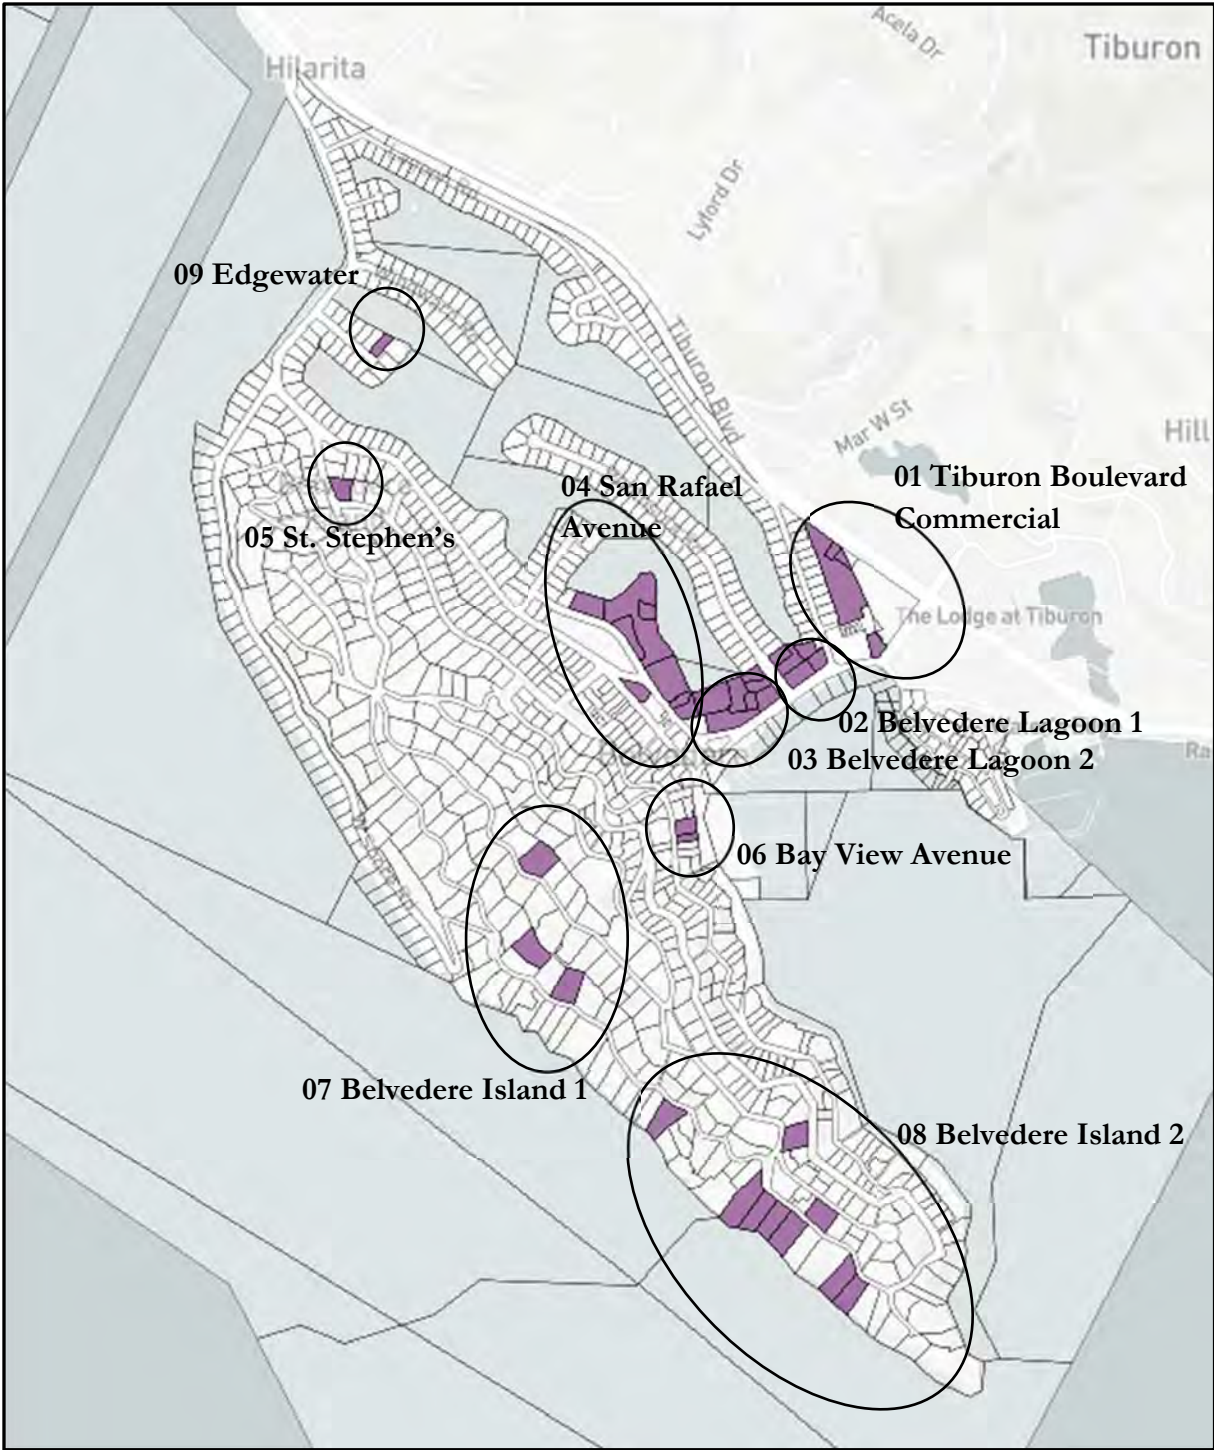 Acela Dr
Tiburon
Hilarita
Lyford Dr
09 Edgewater
Tiburon Blvd
Mar W St
Hill
01 Tiburon Boulevard
Commercial
04 San Rafael
Avenue
05 St. Stephen's
The Lodge at Tiburon
02 Belvedere Lagoon 1
Ra
03 Belvedere Lagoon 2
06 Bay View Avenue
07 Belvedere Island 1
08 Belvedere Island 2